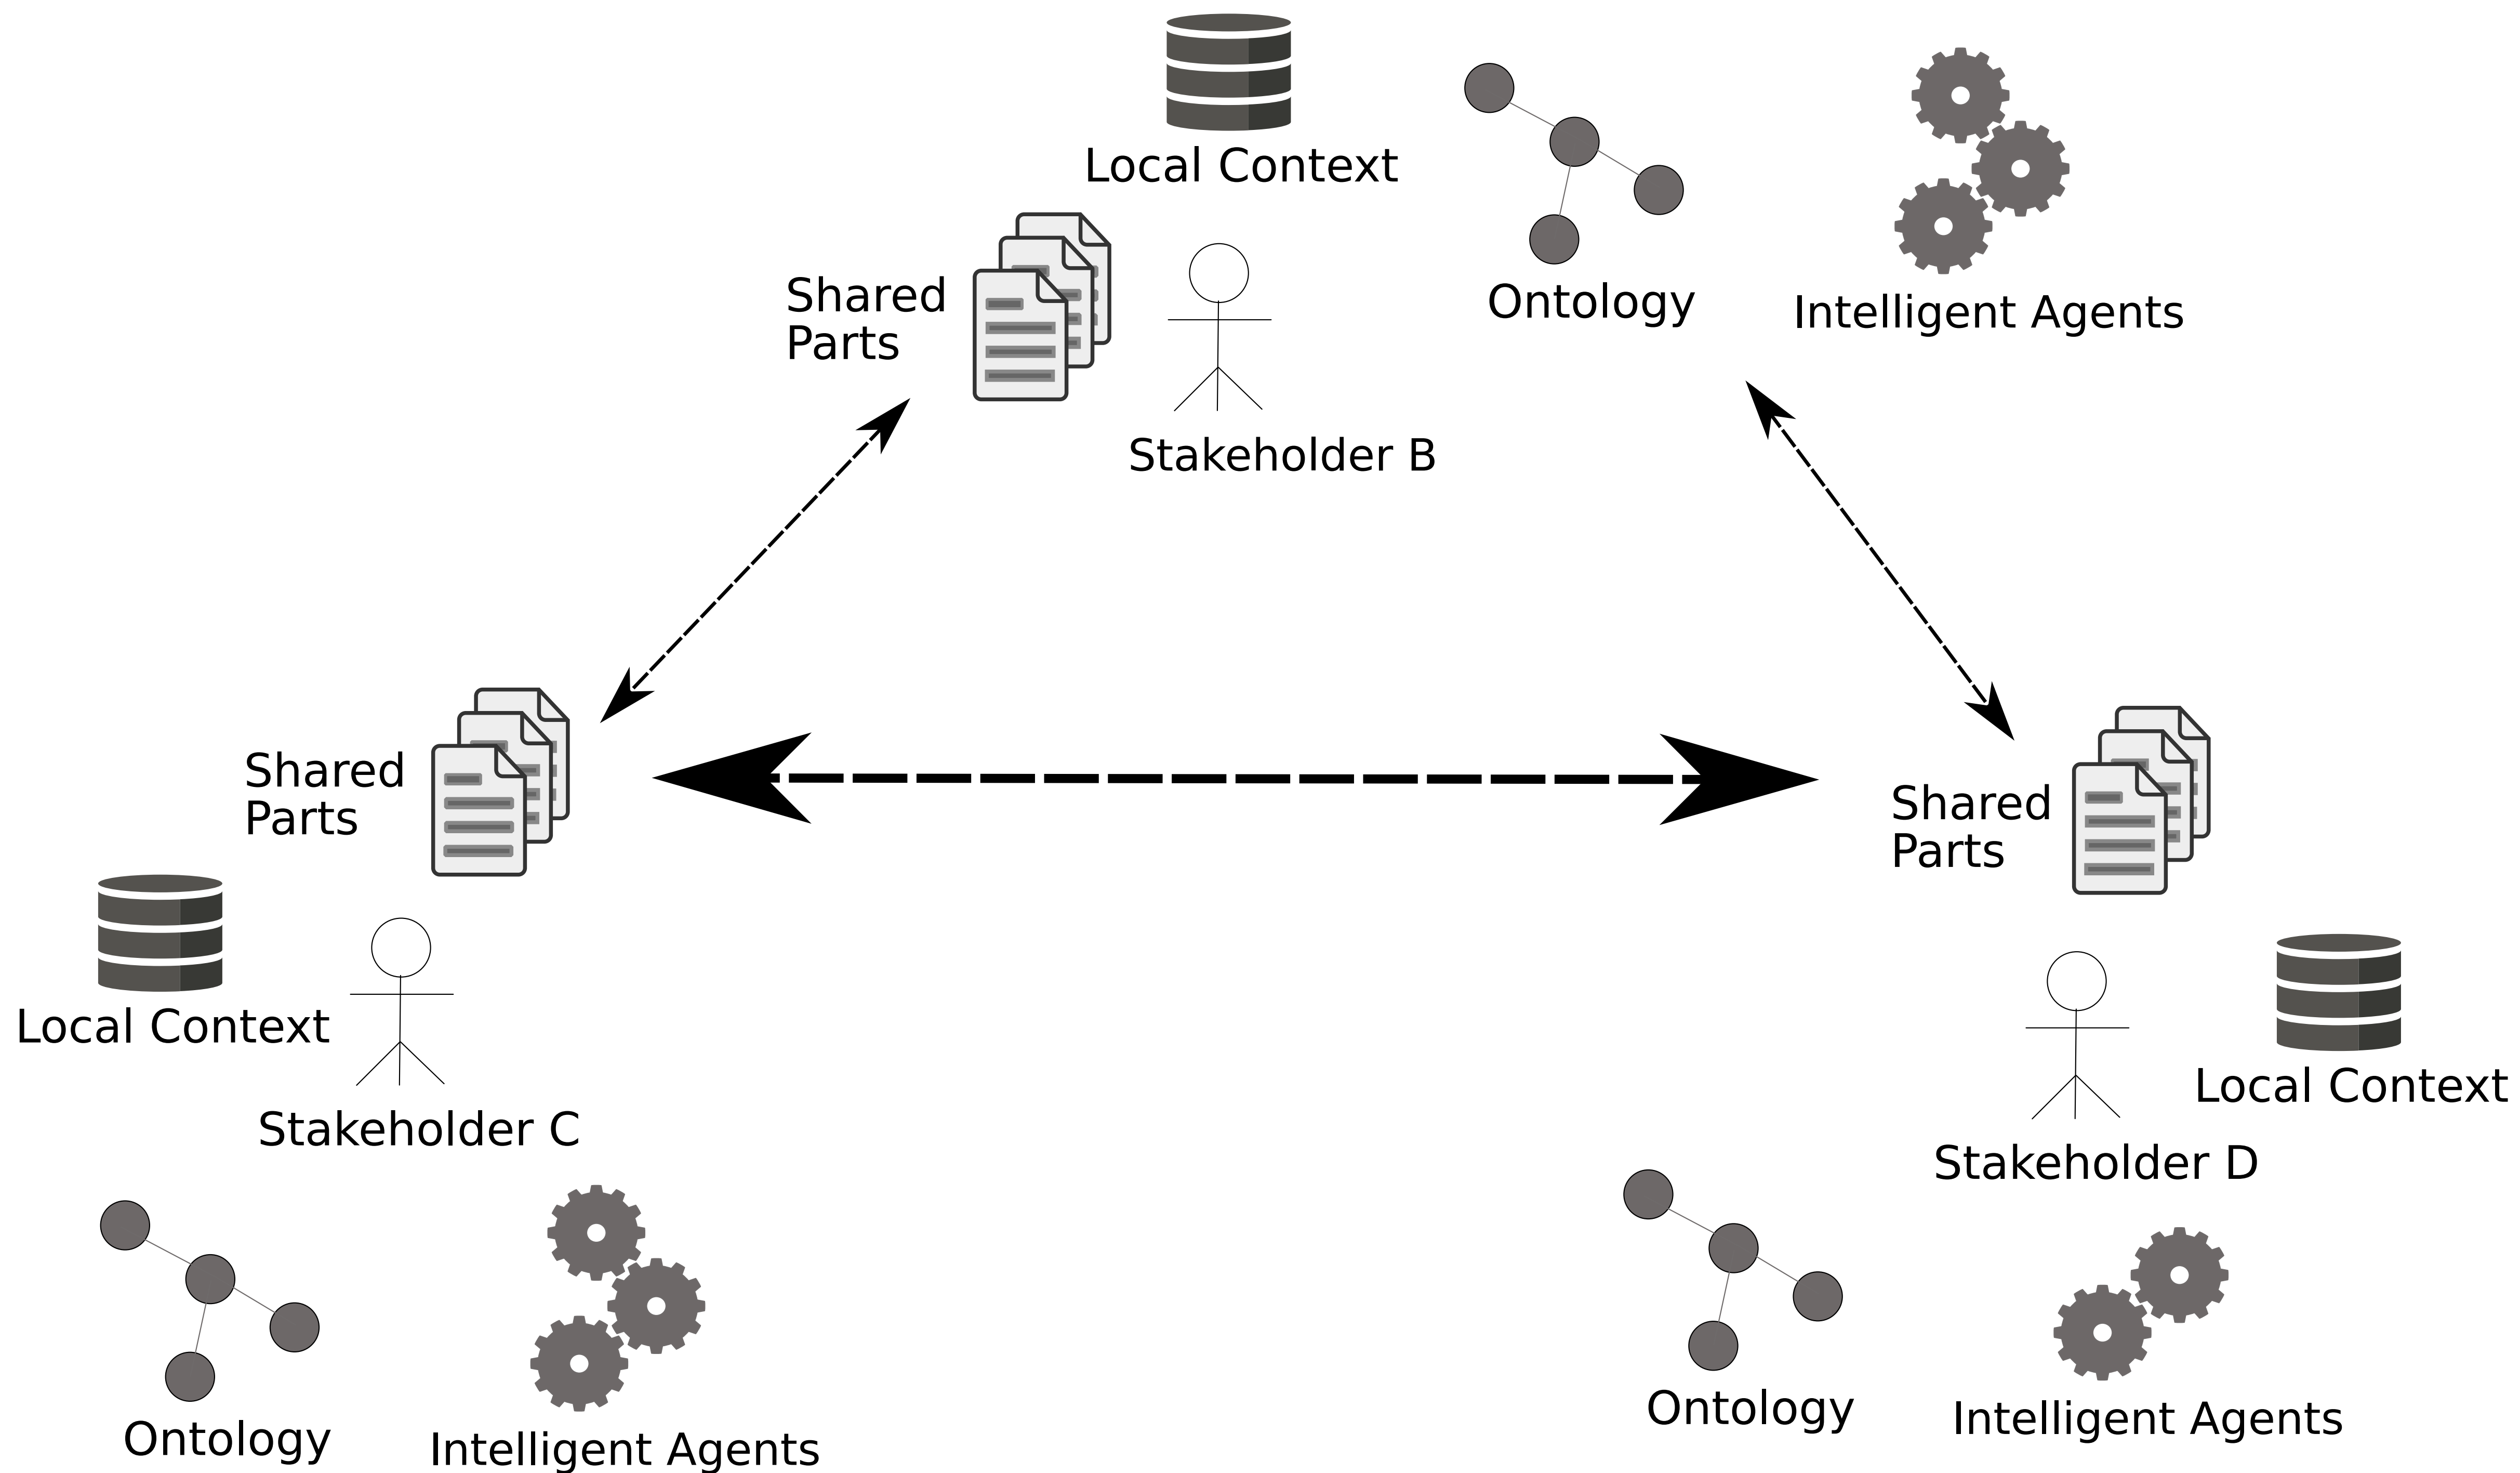 Local Context
Shared
Parts
Ontology
Intelligent Agents
Stakeholder B
Shared
Parts
Shared
Parts
Local Context
Local Context
Stakeholder C
Stakeholder D
Ontology
Intelligent Agents
Ontology
Intelligent Agents